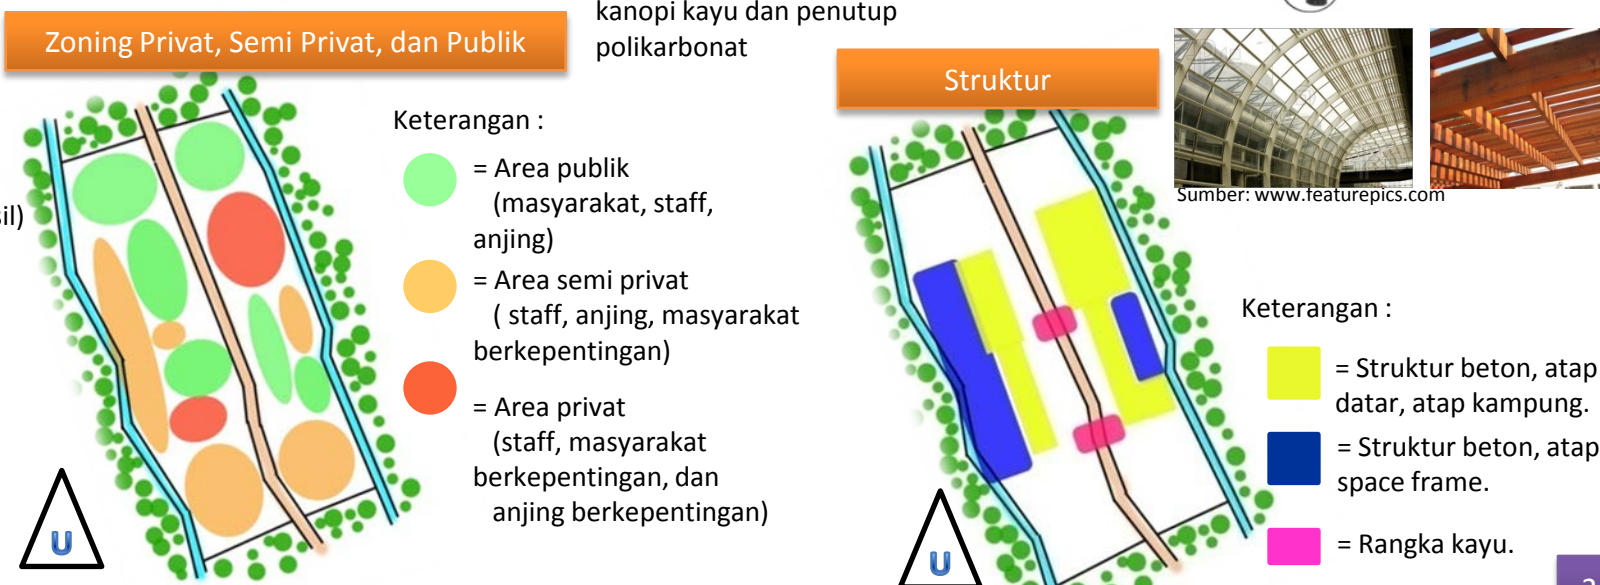 kanopi kayu dan penutup
polikarbonat
Zoning Privat, Semi Privat, dan Publik
Keterangan :
= Area publik
(masyarakat, staff,
anjing)
= Area semi privat
( staff, anjing, masyarakat
berkepentingan)
= Area privat
(staff, masyarakat
berkepentingan, dan
anjing berkepentingan)
U
Struktur
Sumber: www.featurepics.com
Keterangan :
= Struktur beton, atap
datar, atap kampung.
= Struktur beton, atap
space frame.
= Rangka kayu.
U